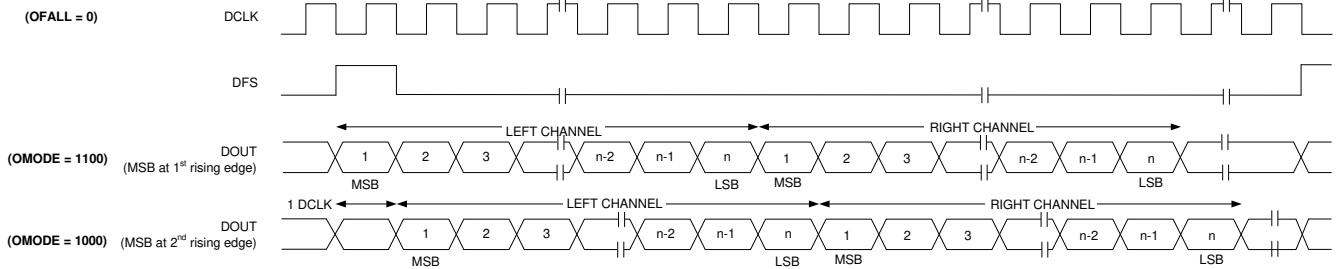 (OFALL = 0) DCLK
DFS
LEFT CHANNEL RIGHT CHANNEL
(OMODE = 1100) DOUT
(MSB at 1st rising edge)
1 2 3 n-2 n-1 n 1 2 3 n-2 n-1 n
MSB LSB MSB LSB
1 DCLK LEFT CHANNEL RIGHT CHANNEL
(OMODE = 1000) DOUT
(MSB at 2nd rising edge)
1 2 3 n-2 n-1 n 1 2 3 n-2 n-1 n
MSB LSB MSB LSB